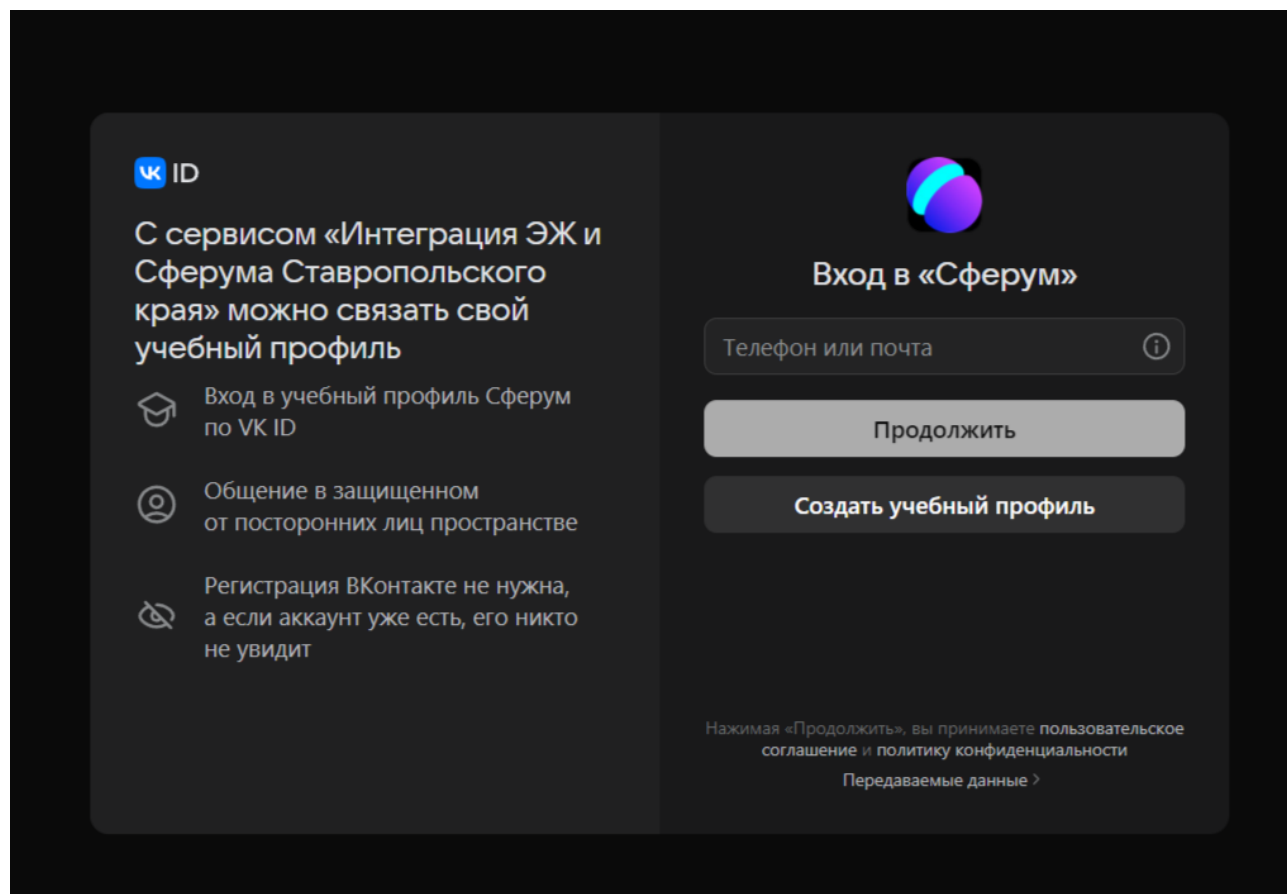 VK ID
С сервисом «Интеграция ЭЖ и
Сферума Ставропольского
края» можно связать свой
учебный профиль
Вход в учебный профиль Сферум
по VK ID
Общение в защищенном
от посторонних лиц пространстве
Регистрация ВКонтакте не нужна,
а если аккаунт уже есть, его никто
не увидит
Вход в «Сферум»
Телефон или почта
Продолжить
Создать учебный профиль
Нажимая «Продолжить», вы принимаете пользовательское
соглашение и политику конфиденциальности
Передаваемые данные >